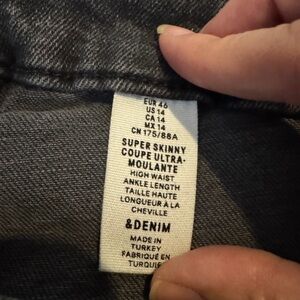 EUR 46
US 14
CA 14
MX 14
CN 175/88A
SUPER SKINNY
COUPE ULTRA-
MOULANTE
HIGH WAIST
ANKLE LENGTH
TAILLE HAUTE
LONGUEUR À LA
CHEVILLE
&DENIM
MADE IN
TURKEY
FABRIQUÉ EN
TURQUIE